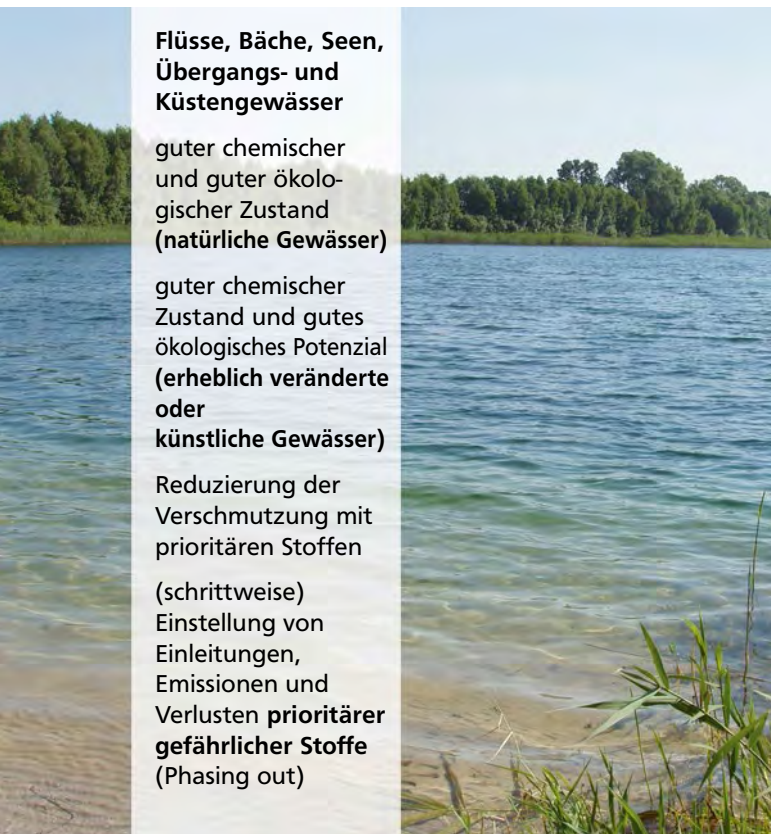 Flüsse, Bäche, Seen,
Übergangs- und
Küstengewässer
guter chemischer
und guter ökolo-
gischer Zustand
(natürliche Gewässer)
guter chemischer
Zustand und gutes
ökologisches Potenzial
(erheblich veränderte
oder
künstliche Gewässer)
Reduzierung der
Verschmutzung mit
prioritären Stoffen
(schrittweise)
Einstellung von
Einleitungen,
Emissionen und
Verlusten prioritärer
gefährlicher Stoffe
(Phasing out)